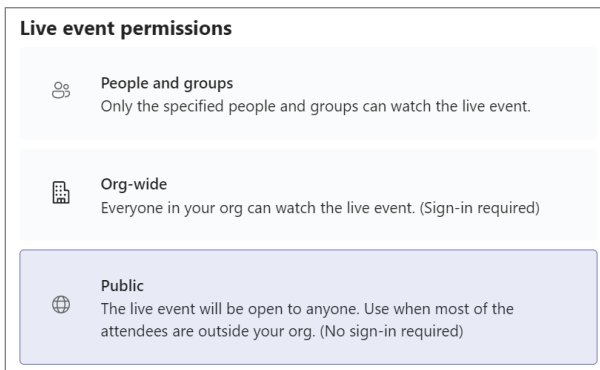 Live event permissions
People and groups
Only the specified people and groups can watch the live event.
Org-wide
Everyone in your org can watch the live event. (Sign-in required)
Public
The live event will be open to anyone. Use when most of the
attendees are outside your org. (No sign-in required)